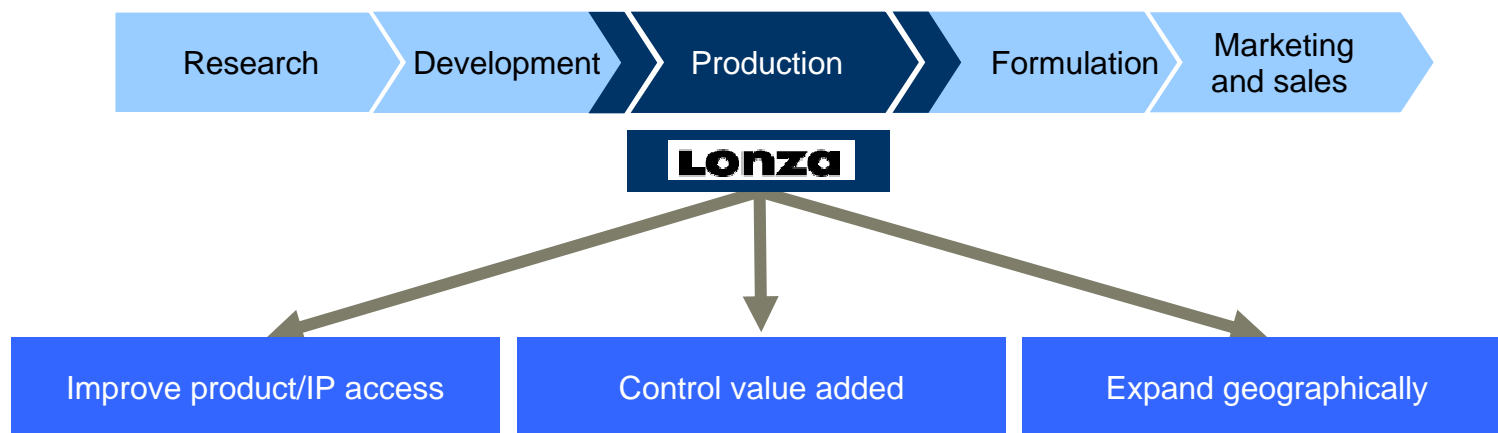 Research
Development
Production
Formulation
Marketing
and sales
Lonza
Improve product/IP access
Control value added
Expand geographically